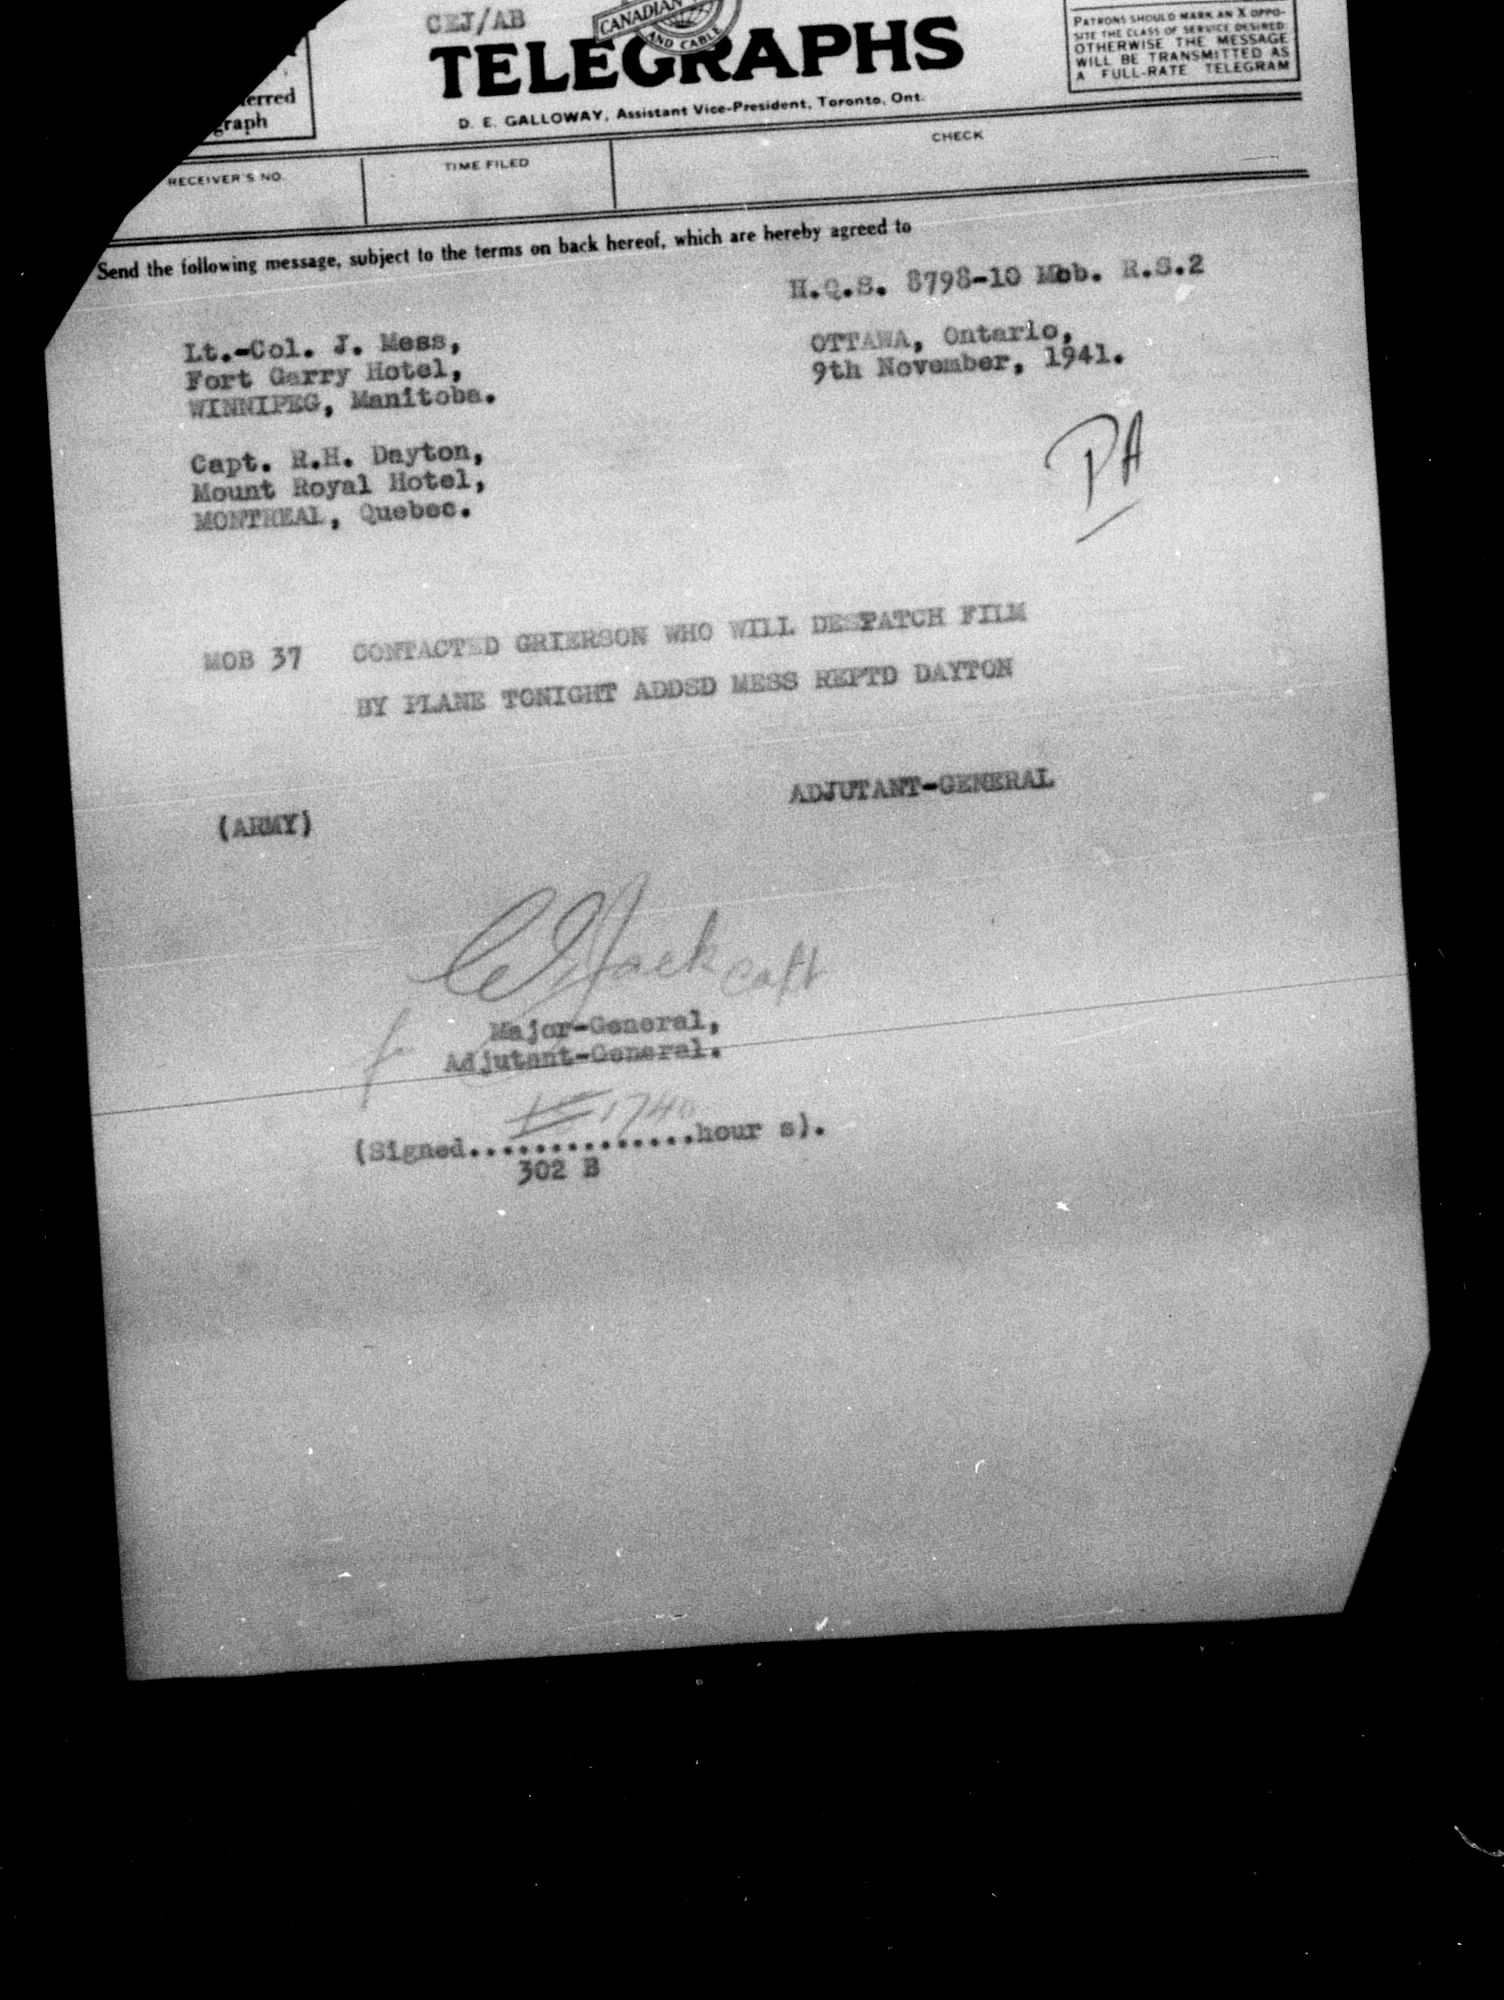 CEJ/AB
CANADIAN
AND CABLE
TELEGRAPHS
D. E. GALLOWAY, Assistant Vice-President, Toronto, Ont.
PATRONS SHOULD MARK AN X OPPO-
SITE THE CLASS OF SERVICE DESIRED
OTHERWISE THE MESSAGE
WILL BE TRANSMITTED AS
A FULL-RATE TELEGRAM
erred
graph
RECEIVER'S NO.
TIME FILED
CHECK
Send the following message, subject to the terms on back hereof, which are hereby agreed to
H.Q.S. 8798-10 Mob. R.S.2
Lt.-Col. J. Mess,
Fort Garry Hotel,
WINNIPEG, Manitoba.
OTTAWA, Ontario,
9th November, 1941.
PA
Capt. R.H. Dayton,
Mount Royal Hotel,
MONTREAL, Quebec.
MOB 37 CONTACTED GRIERSON WHO WILL DESPATCH FILM
BY PLANE TONIGHT ADDSD MESS REPTD DAYTON
ADJUTANT-GENERAL
(ARMY)
Capt
Major-General,
Adjutant-General.
1740
(Signed...............hour s).
302 B